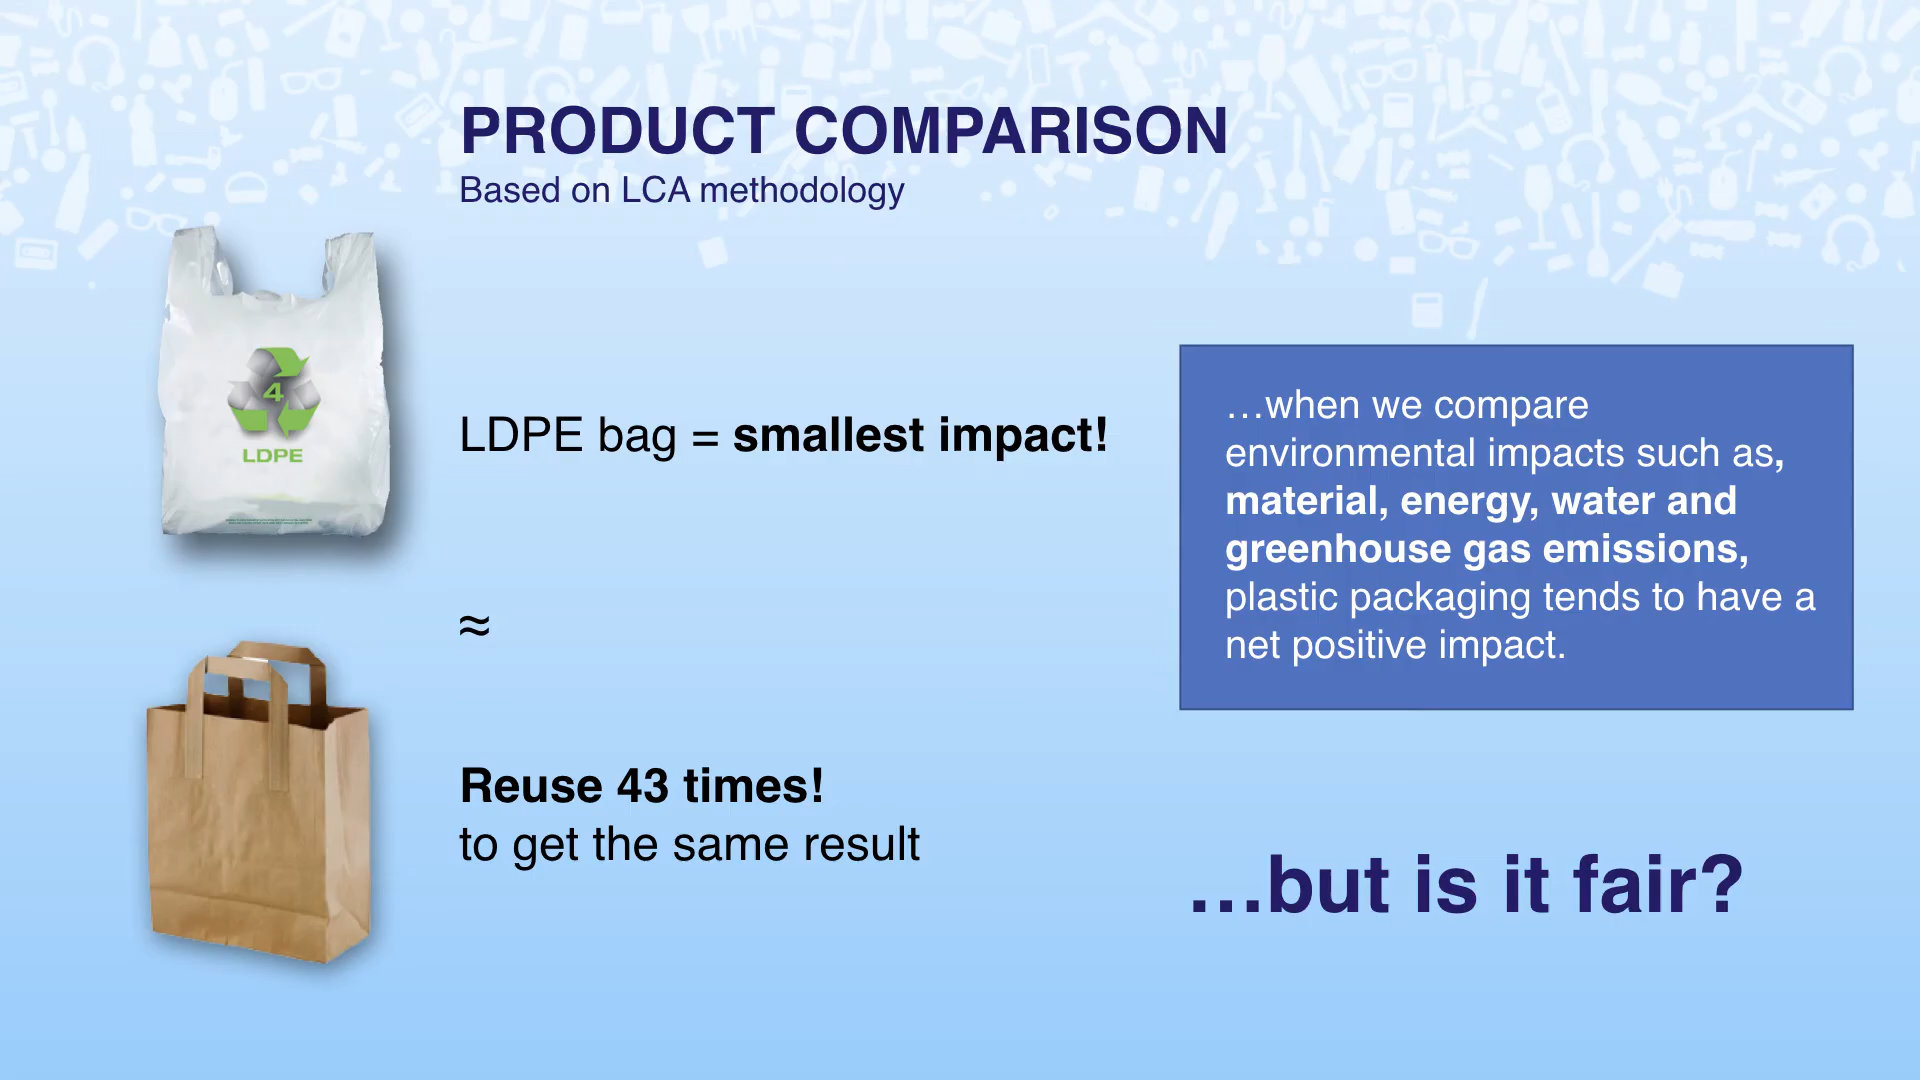 PRODUCT COMPARISON
Based on LCA methodology
4
LDPE
LDPE bag = smallest impact!
≈
Reuse 43 times!
to get the same result
…when we compare
environmental impacts such as,
material, energy, water and
greenhouse gas emissions,
plastic packaging tends to have a
net positive impact.
…but is it fair?